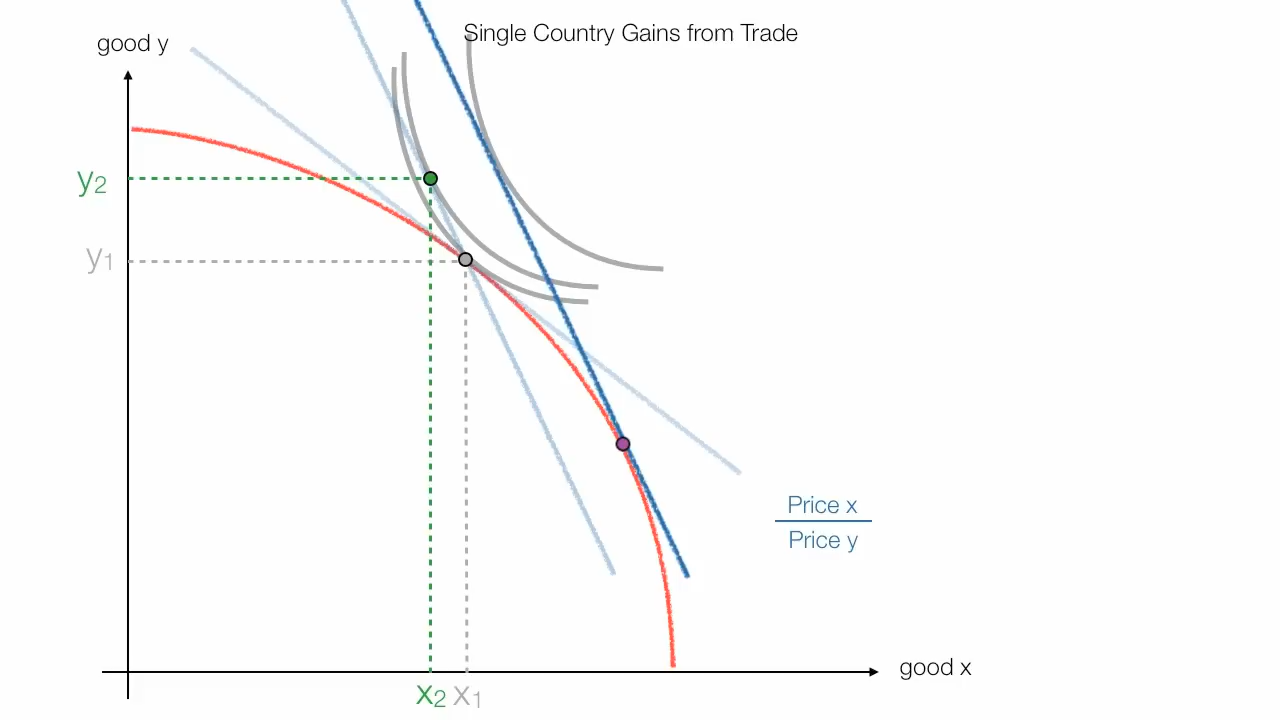 Single Country Gains from Trade
good y
y2
y1
Price x
Price y
good x
x2
x1